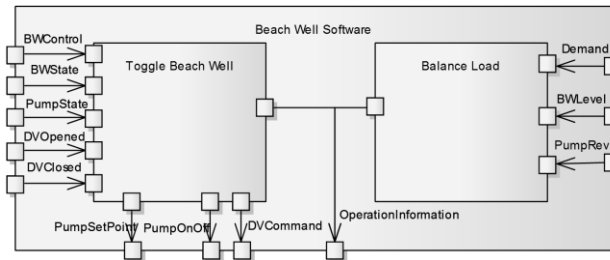 Beach Well Software
BWControl
BWState
PumpState
DVOpened
DVClosed
Toggle Beach Well
Balance Load
Demand
BWLevel
PumpRev
PumpSetPoint
PumpOnOff
DVCommand
OperationInformation